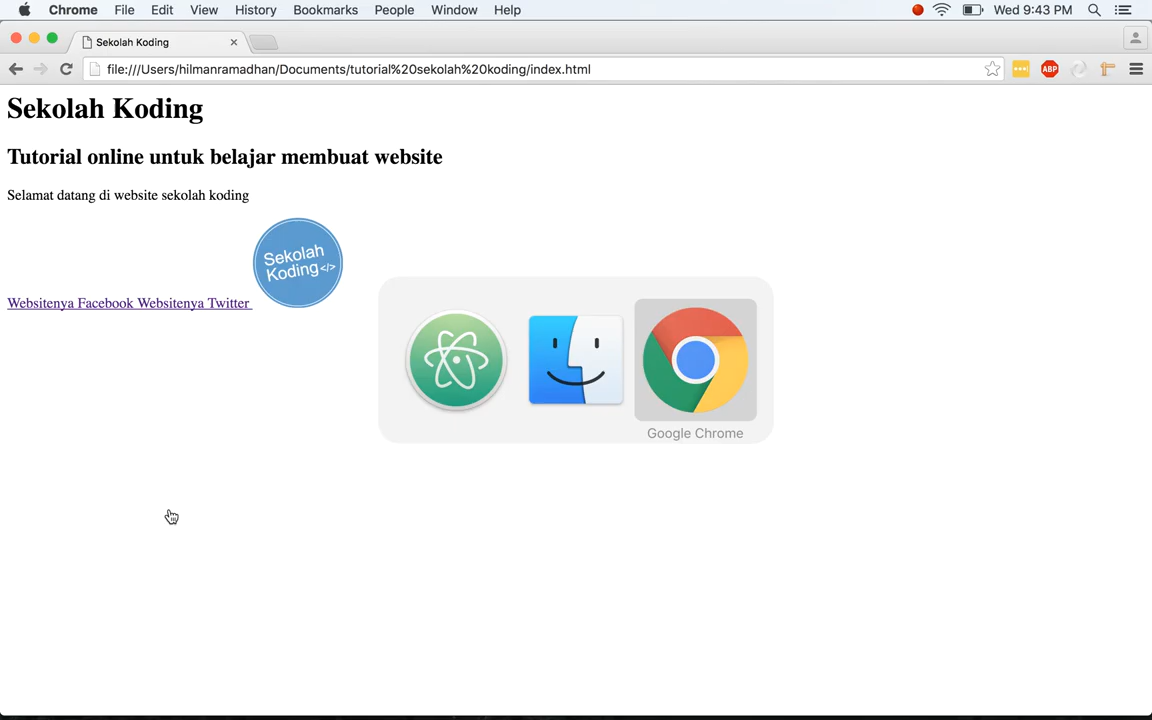 Chrome File Edit View History Bookmarks People Window Help Wed 9:43 PM
Sekolah Koding
file:///Users/hilmanramadhan/Documents/tutorial%20sekolah%20koding/index.html
ABP
Sekolah Koding
Tutorial online untuk belajar membuat website
Selamat datang di website sekolah koding
Sekolah
Koding </>
Websitenya Facebook Websitenya Twitter
Google Chrome